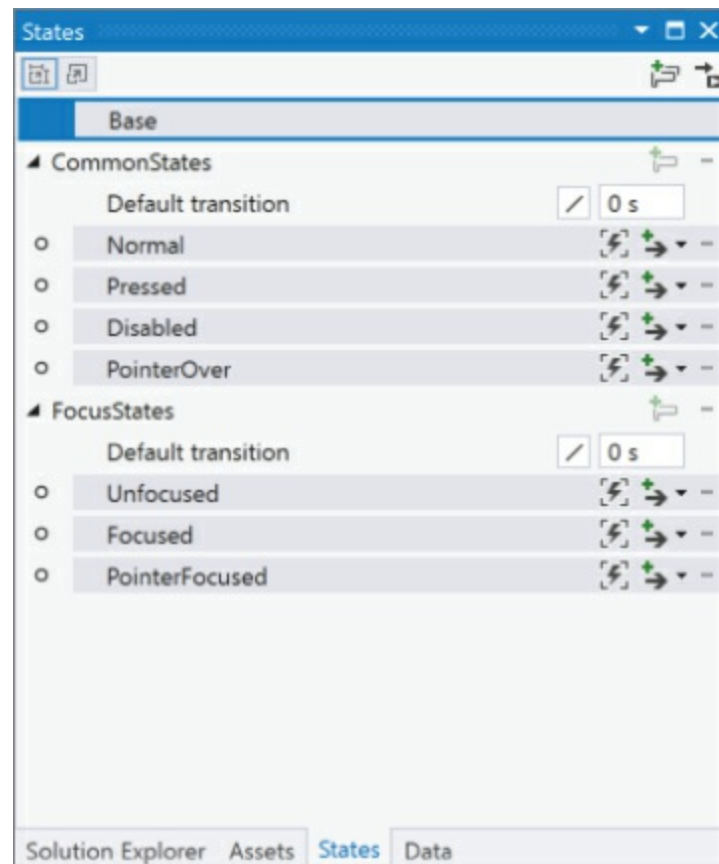 States
Base
CommonStates
Default transition 0 s
Normal
Pressed
Disabled
PointerOver
FocusStates
Default transition 0 s
Unfocused
Focused
PointerFocused
Solution Explorer Assets States Data